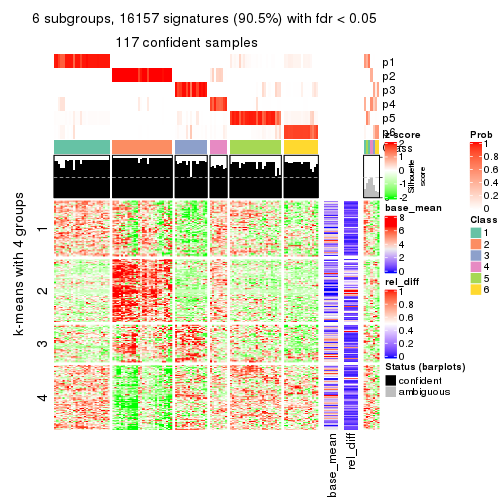 6 subgroups, 16157 signatures (90.5%) with fdr < 0.05
117 confident samples
p1
p2
p3
p4
p5
p6
Class
z-score
2
1
0
-1
-2
Silhouette
score
Prob
1
0.8
0.6
0.4
0.2
0
base_mean
8
6
4
2
0
Class
1
2
3
4
5
6
rel_diff
1
0.8
0.6
0.4
0.2
0
Status (barplots)
confident
ambiguous
k-means with 4 groups
1
2
3
4
base_mean
rel_diff